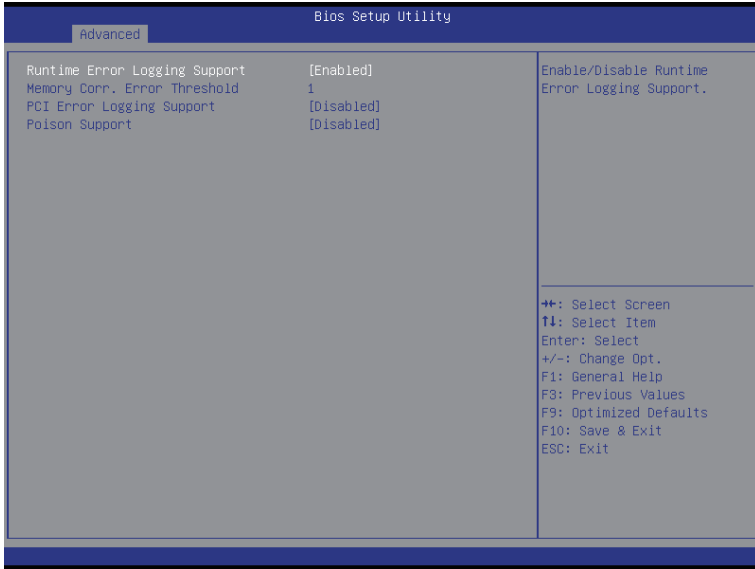 Bios Setup Utility
Advanced
Runtime Error Logging Support [Enabled]
Memory Corr. Error Threshold 1
PCI Error Logging Support [Disabled]
Poison Support [Disabled]
Enable/Disable Runtime
Error Logging Support.
→←: Select Screen
↑↓: Select Item
Enter: Select
+/-: Change Opt.
F1: General Help
F3: Previous Values
F9: Optimized Defaults
F10: Save & Exit
ESC: Exit